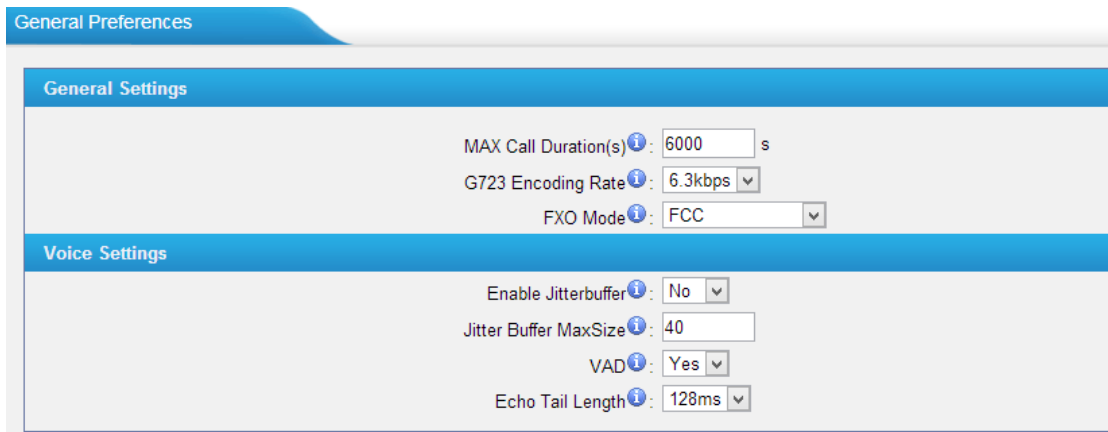 General Preferences
General Settings
MAX Call Duration(s) : 6000 s
G723 Encoding Rate : 6.3kbps
FXO Mode : FCC
Voice Settings
Enable Jitterbuffer : No
Jitter Buffer MaxSize : 40
VAD : Yes
Echo Tail Length : 128ms